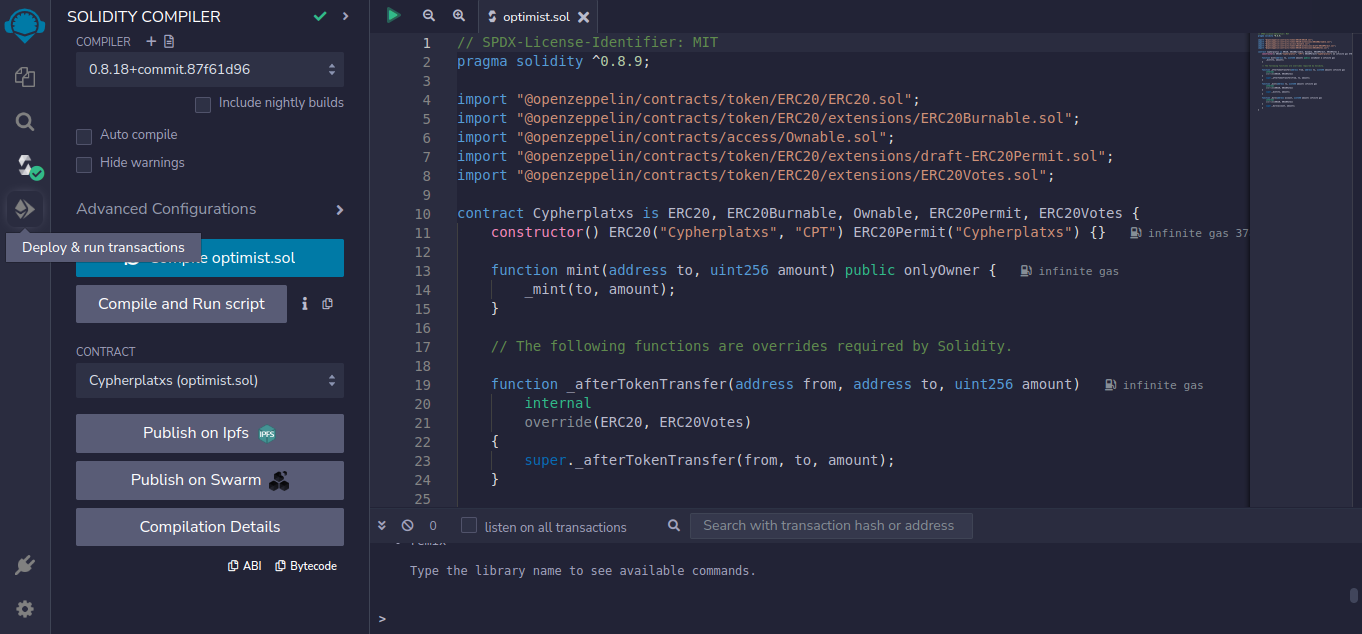 SOLIDITY COMPILER
COMPILER
0.8.18+commit.87f61d96
Include nightly builds
Auto compile
Hide warnings
Advanced Configurations
Deploy & run transactions
optimist.sol
Compile and Run script
CONTRACT
Cypherplatxs (optimist.sol)
Publish on Ipfs IPFS
Publish on Swarm
Compilation Details
ABI Bytecode
optimist.sol
1 // SPDX-License-Identifier: MIT
2 pragma solidity ^0.8.9;
3
4 import "@openzeppelin/contracts/token/ERC20/ERC20.sol";
5 import "@openzeppelin/contracts/token/ERC20/extensions/ERC20Burnable.sol";
6 import "@openzeppelin/contracts/access/Ownable.sol";
7 import "@openzeppelin/contracts/token/ERC20/extensions/draft-ERC20Permit.sol";
8 import "@openzeppelin/contracts/token/ERC20/extensions/ERC20Votes.sol";
9
10 contract Cypherplatxs is ERC20, ERC20Burnable, Ownable, ERC20Permit, ERC20Votes {
11 constructor() ERC20("Cypherplatxs", "CPT") ERC20Permit("Cypherplatxs") {} infinite gas 37
12
13 function mint(address to, uint256 amount) public onlyOwner { infinite gas
14 _mint(to, amount);
15 }
16
17 // The following functions are overrides required by Solidity.
18
19 function _afterTokenTransfer(address from, address to, uint256 amount) infinite gas
20 internal
21 override(ERC20, ERC20Votes)
22 {
23 super._afterTokenTransfer(from, to, amount);
24 }
25
0 listen on all transactions Search with transaction hash or address
Type the library name to see available commands.
>